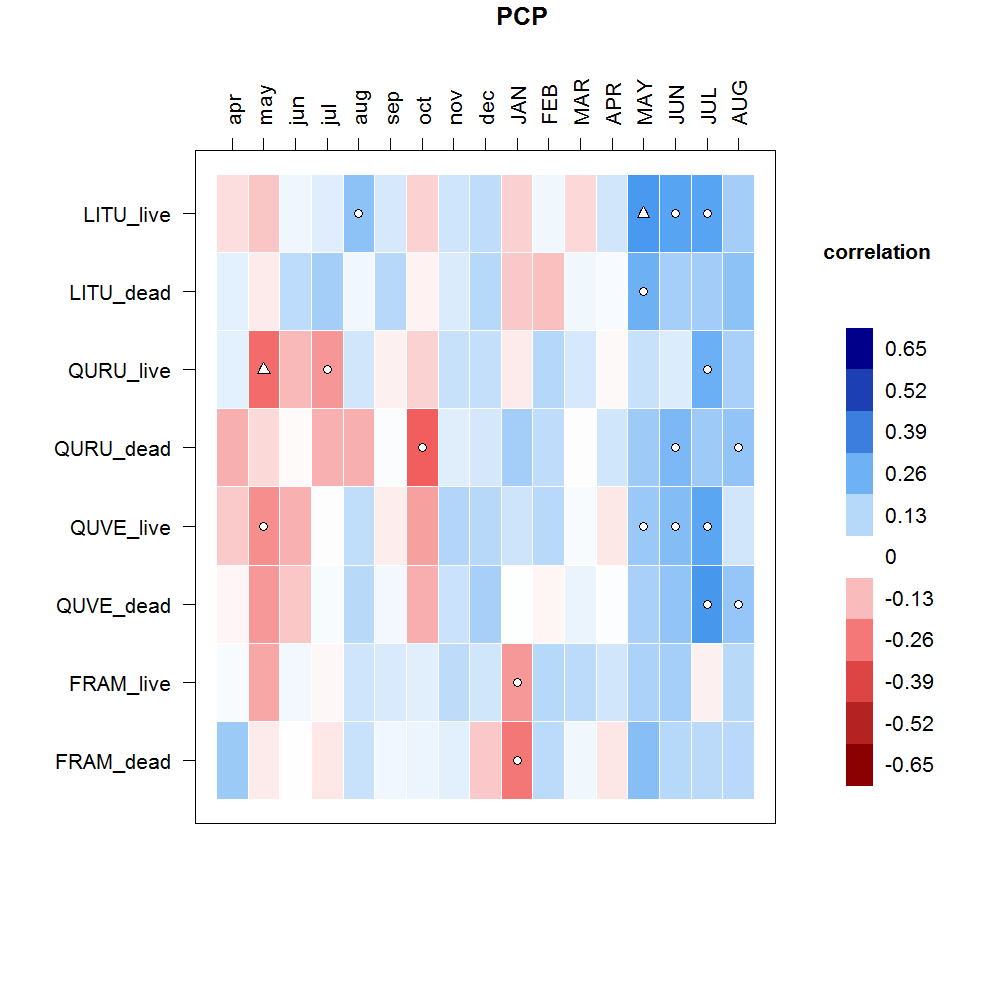 PCP
apr may jun jul aug sep oct nov dec JAN FEB MAR APR MAY JUN JUL AUG
LITU_live
LITU_dead
QURU_live
QURU_dead
QUVE_live
QUVE_dead
FRAM_live
FRAM_dead
correlation
0.65
0.52
0.39
0.26
0.13
0
-0.13
-0.26
-0.39
-0.52
-0.65